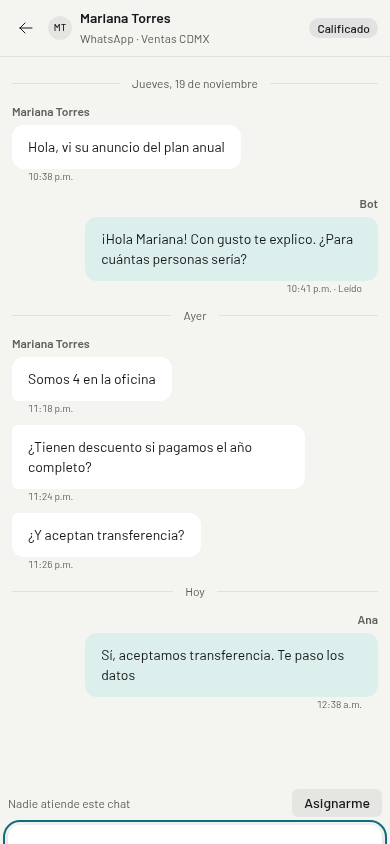 MT
Mariana Torres
WhatsApp · Ventas CDMX
Calificado
Jueves, 19 de noviembre
Mariana Torres
Hola, vi su anuncio del plan anual
10:38 p.m.
Bot
¡Hola Mariana! Con gusto te explico. ¿Para
cuántas personas sería?
10:41 p.m. · Leído
Ayer
Mariana Torres
Somos 4 en la oficina
11:18 p.m.
¿Tienen descuento si pagamos el año
completo?
11:24 p.m.
¿Y aceptan transferencia?
11:26 p.m.
Hoy
Ana
Sí, aceptamos transferencia. Te paso los
datos
12:38 a.m.
Nadie atiende este chat
Asignarme